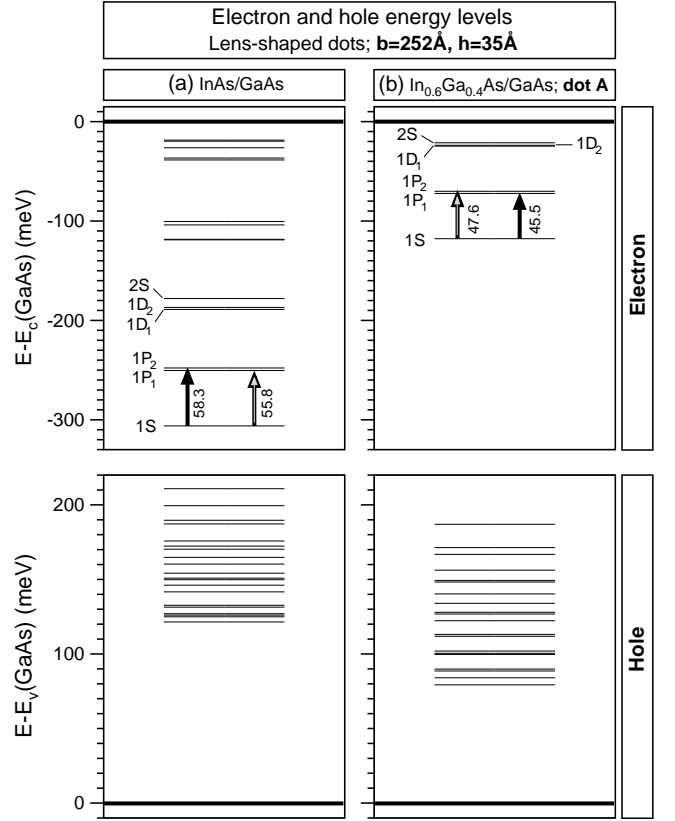 Electron and hole energy levels
Lens-shaped dots; b=252Å, h=35Å
(a) InAs/GaAs
(b) In0.6Ga0.4As/GaAs; dot A
E-Ec(GaAs) (meV)
0
-100
-200
-300
2S
1D2
1D1
1P2
1P1
1S
58.3
55.8
2S
1D1
1D2
1P2
1P1
1S
47.6
45.5
Electron
E-Ev(GaAs) (meV)
200
100
0
Hole